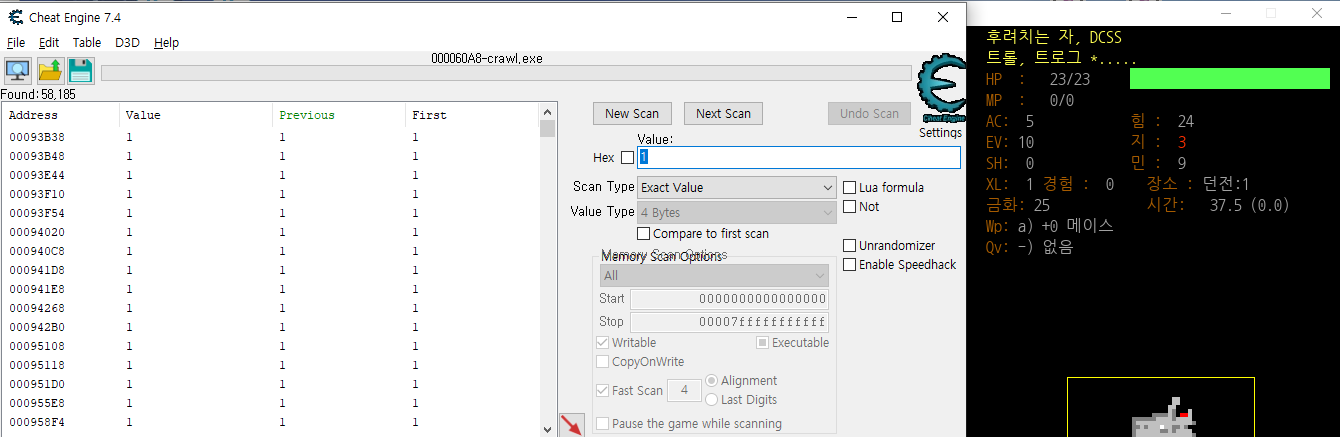 Cheat Engine 7.4
File Edit Table D3D Help
000060A8-crawl.exe
Found:58,185
Address Value Previous First
00093B38 1 1 1
00093B48 1 1 1
00093E44 1 1 1
00093F10 1 1 1
00093F54 1 1 1
00094020 1 1 1
000940C8 1 1 1
000941D8 1 1 1
000941E8 1 1 1
00094268 1 1 1
000942B0 1 1 1
00095108 1 1 1
00095118 1 1 1
000951D0 1 1 1
000955E8 1 1 1
000958F4 1 1 1
New Scan Next Scan Undo Scan
Cheat Engine
Settings
Value:
Hex 1
Scan Type Exact Value
Lua formula
Value Type 4 Bytes
Not
Compare to first scan
Unrandomizer
Enable Speedhack
Memory Scan Options
All
Start 0000000000000000
Stop 00007fffffffffff
Writable Executable
CopyOnWrite
Fast Scan 4 Alignment
Last Digits
Pause the game while scanning
후려치는 자, DCSS
트롤, 트로그 *.....
HP : 23/23
MP : 0/0
AC: 5 힘 : 24
EV: 10 지 : 3
SH: 0 민 : 9
XL: 1 경험 : 0 장소 : 던전:1
금화: 25 시간: 37.5 (0.0)
Wp: a) +0 메이스
Qv: -) 없음